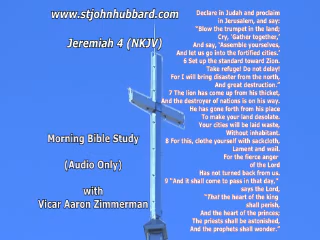 www.stjohnhubbard.com
Jeremiah 4 (NKJV)
Morning Bible Study
(Audio Only)
with
Vicar Aaron Zimmerman
Declare in Judah and proclaim
in Jerusalem, and say:
"Blow the trumpet in the land;
Cry, 'Gather together,'
And say, 'Assemble yourselves,
And let us go into the fortified cities.'
6 Set up the standard toward Zion.
Take refuge! Do not delay!
For I will bring disaster from the north,
And great destruction."
7 The lion has come up from his thicket,
And the destroyer of nations is on his way.
He has gone forth from his place
To make your land desolate.
Your cities will be laid waste,
Without inhabitant.
8 For this, clothe yourself with sackcloth,
Lament and wail.
For the fierce anger
of the Lord
Has not turned back from us.
9 "And it shall come to pass in that day,"
says the Lord,
"That the heart of the king
shall perish,
And the heart of the princes;
The priests shall be astonished,
And the prophets shall wonder."